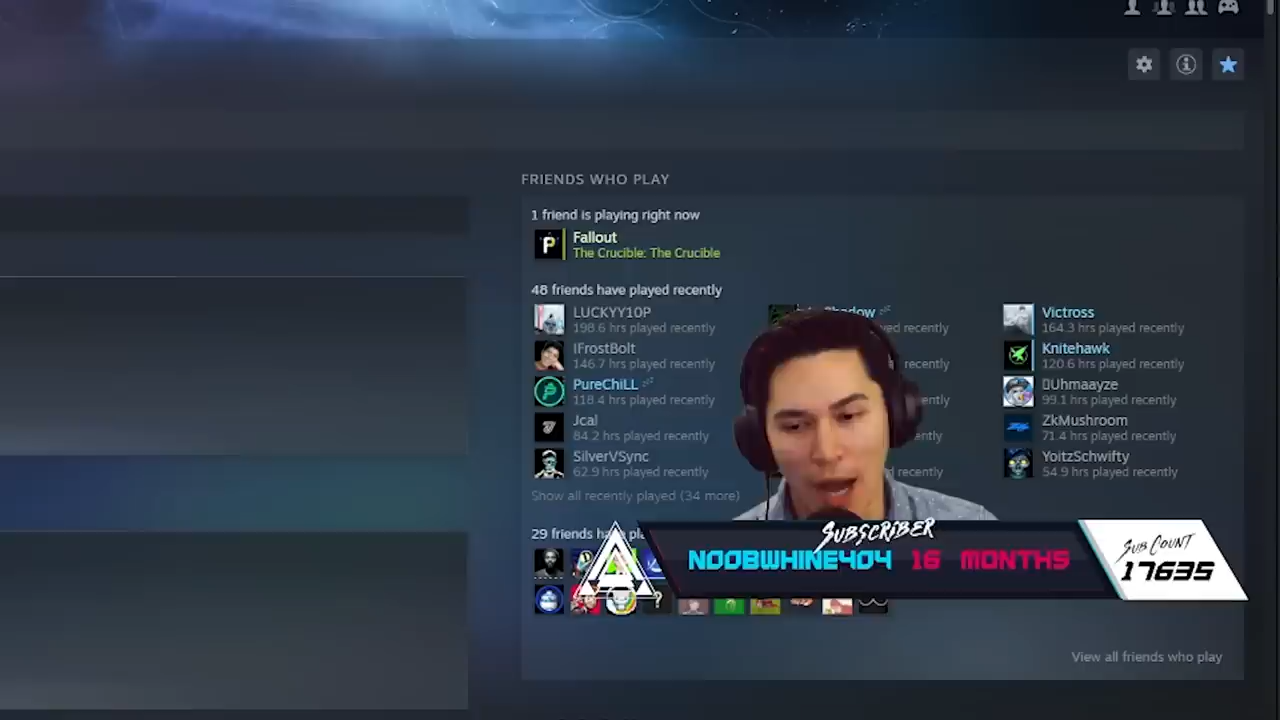 FRIENDS WHO PLAY
1 friend is playing right now
Fallout
The Crucible: The Crucible
48 friends have played recently
LUCKYY10P
198.6 hrs played recently
IFrostBolt
146.7 hrs played recently
PureChiLL
118.4 hrs played recently
Jcal
84.2 hrs played recently
SilverVSync
62.9 hrs played recently
recently
recently
recently
Victross
164.3 hrs played recently
Knitehawk
120.6 hrs played recently
Uhmaayze
99.1 hrs played recently
ZkMushroom
71.4 hrs played recently
YoitzSchwifty
54.9 hrs played recently
Show all recently played (34 more)
29 friends
SUBSCRIBER
NOOBWHINE404 16 MONTHS
SUB COUNT
17635
View all friends who play